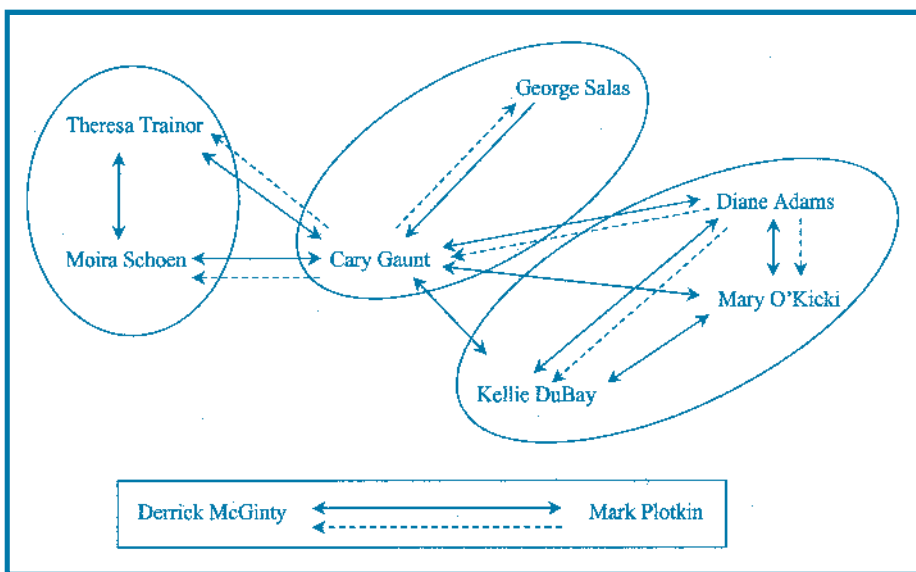 George Salas
Theresa Trainor
Diane Adams
Moira Schoen
Cary Gaunt
Mary O'Kicki
Kellie DuBay
Derrick McGinty
Mark Plotkin